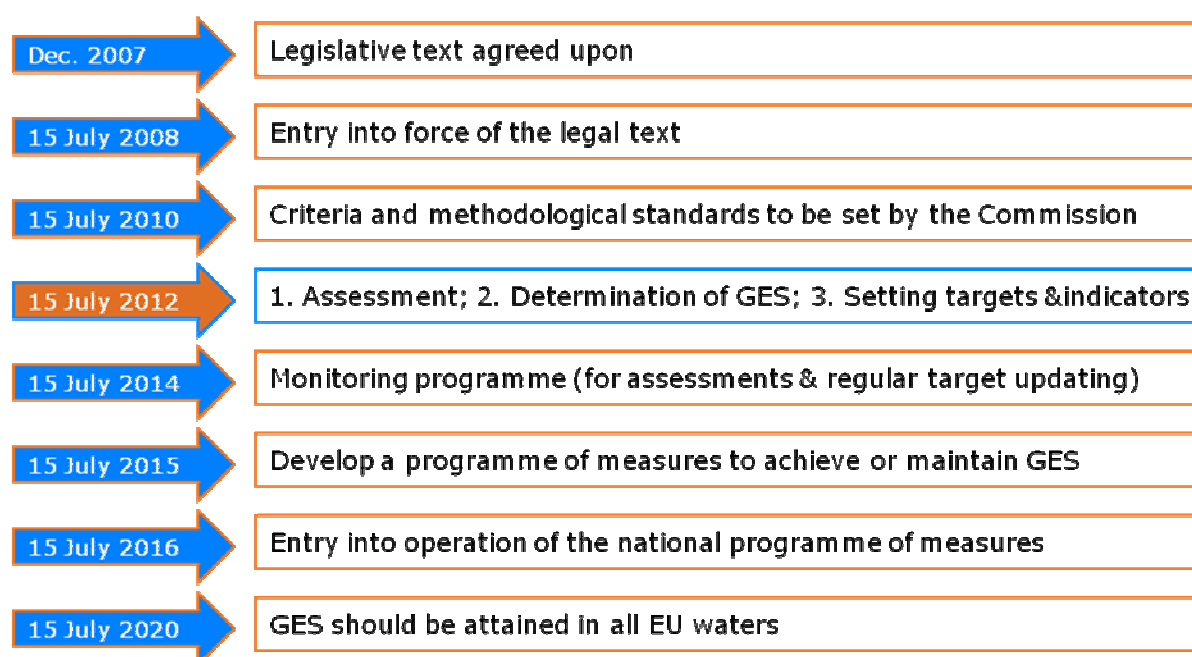 Dec. 2007
Legislative text agreed upon
15 July 2008
Entry into force of the legal text
15 July 2010
Criteria and methodological standards to be set by the Commission
15 July 2012
1. Assessment; 2. Determination of GES; 3. Setting targets &indicators
15 July 2014
Monitoring programme (for assessments & regular target updating)
15 July 2015
Develop a programme of measures to achieve or maintain GES
15 July 2016
Entry into operation of the national programme of measures
15 July 2020
GES should be attained in all EU waters